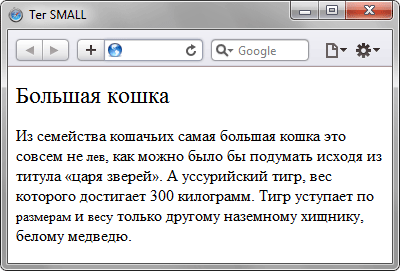 Тег SMALL
Google
Большая кошка
Из семейства кошачьих самая большая кошка это
совсем не лев, как можно было бы подумать исходя из
титула «царя зверей». А уссурийский тигр, вес
которого достигает 300 килограмм. Тигр уступает по
размерам и весу только другому наземному хищнику,
белому медведю.